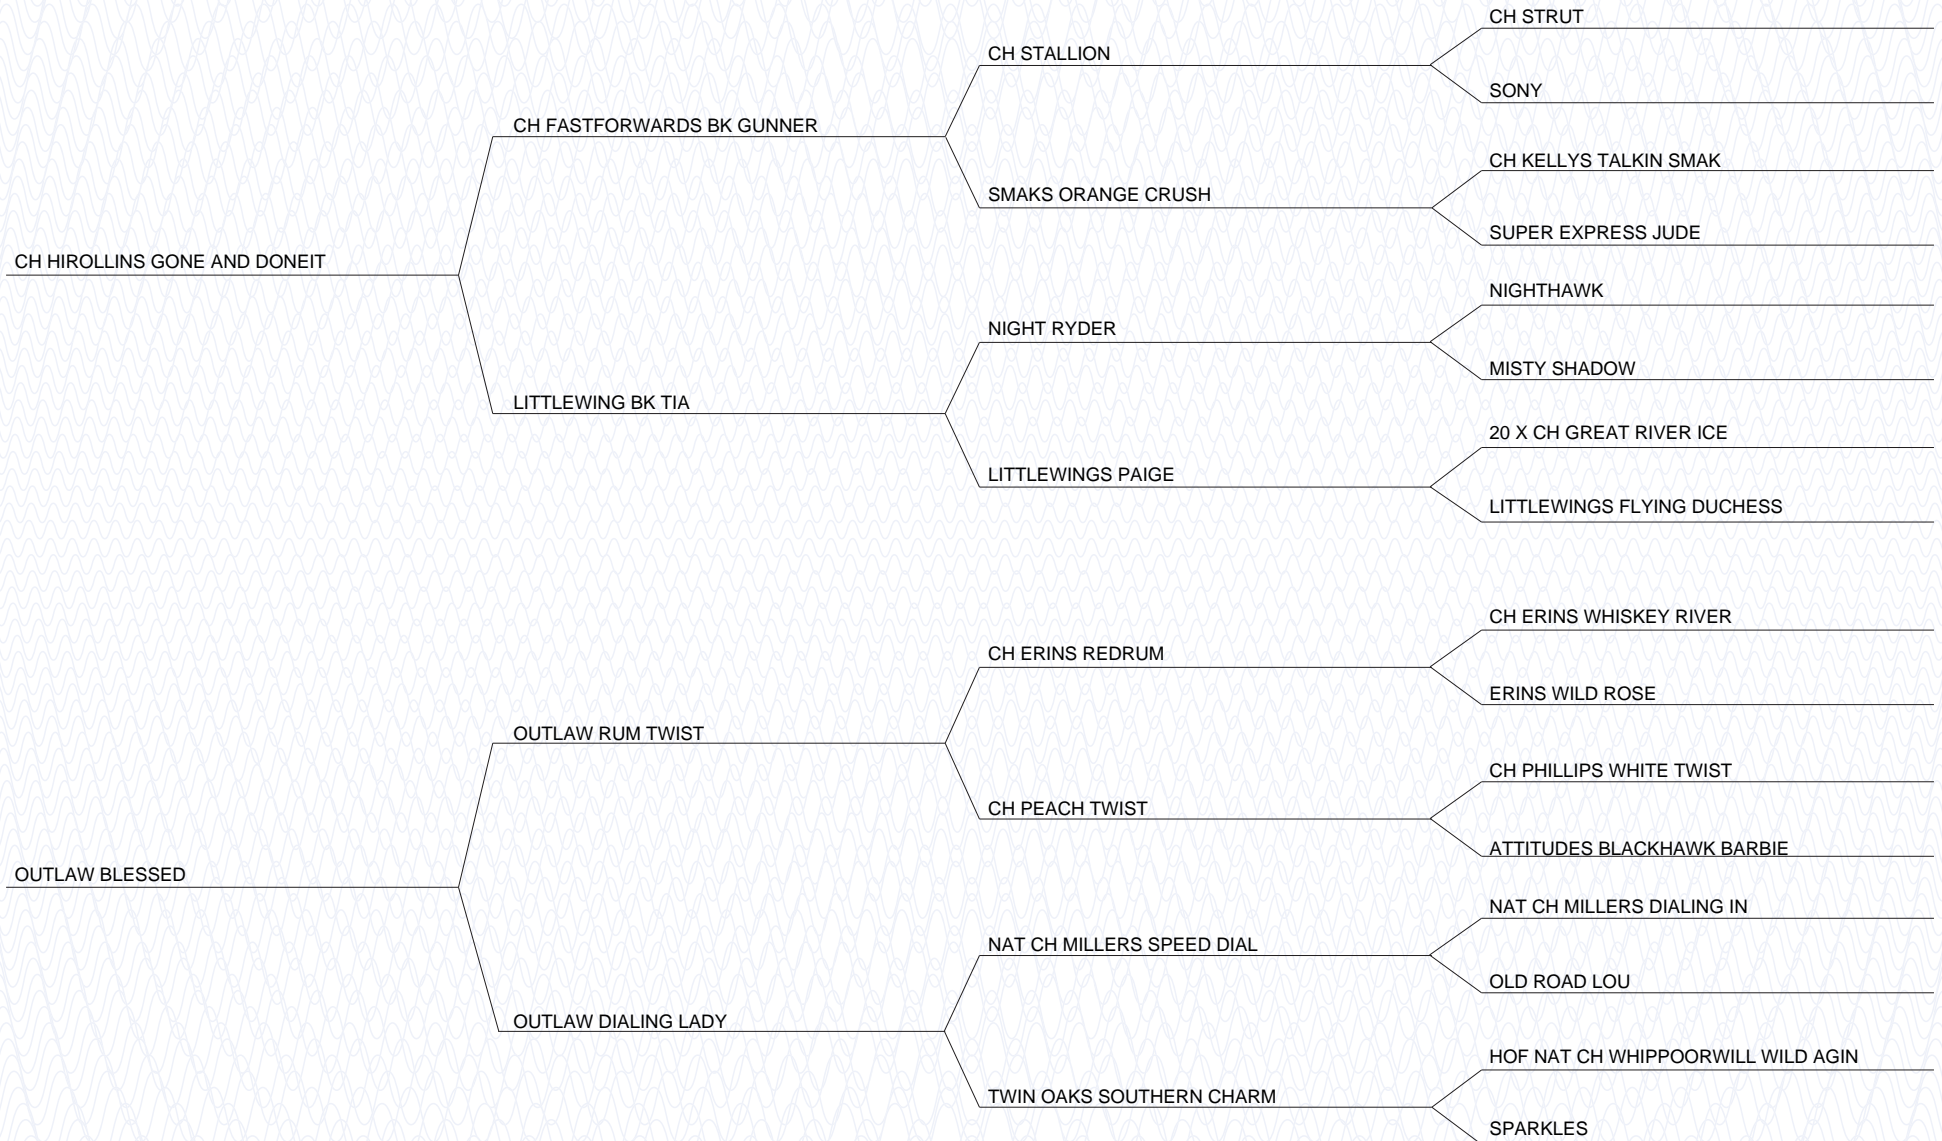 CH STRUT
CH STALLION
SONY
CH FASTFORWARDS BK GUNNER
CH KELLYS TALKIN SMAK
SMAKS ORANGE CRUSH
SUPER EXPRESS JUDE
CH HIROLLINS GONE AND DONEIT
NIGHTHAWK
NIGHT RYDER
MISTY SHADOW
LITTLEWING BK TIA
20 X CH GREAT RIVER ICE
LITTLEWINGS PAIGE
LITTLEWINGS FLYING DUCHESS
CH ERINS WHISKEY RIVER
CH ERINS REDRUM
ERINS WILD ROSE
OUTLAW RUM TWIST
CH PHILLIPS WHITE TWIST
CH PEACH TWIST
ATTITUDES BLACKHAWK BARBIE
OUTLAW BLESSED
NAT CH MILLERS DIALING IN
NAT CH MILLERS SPEED DIAL
OLD ROAD LOU
OUTLAW DIALING LADY
HOF NAT CH WHIPPOORWILL WILD AGIN
TWIN OAKS SOUTHERN CHARM
SPARKLES